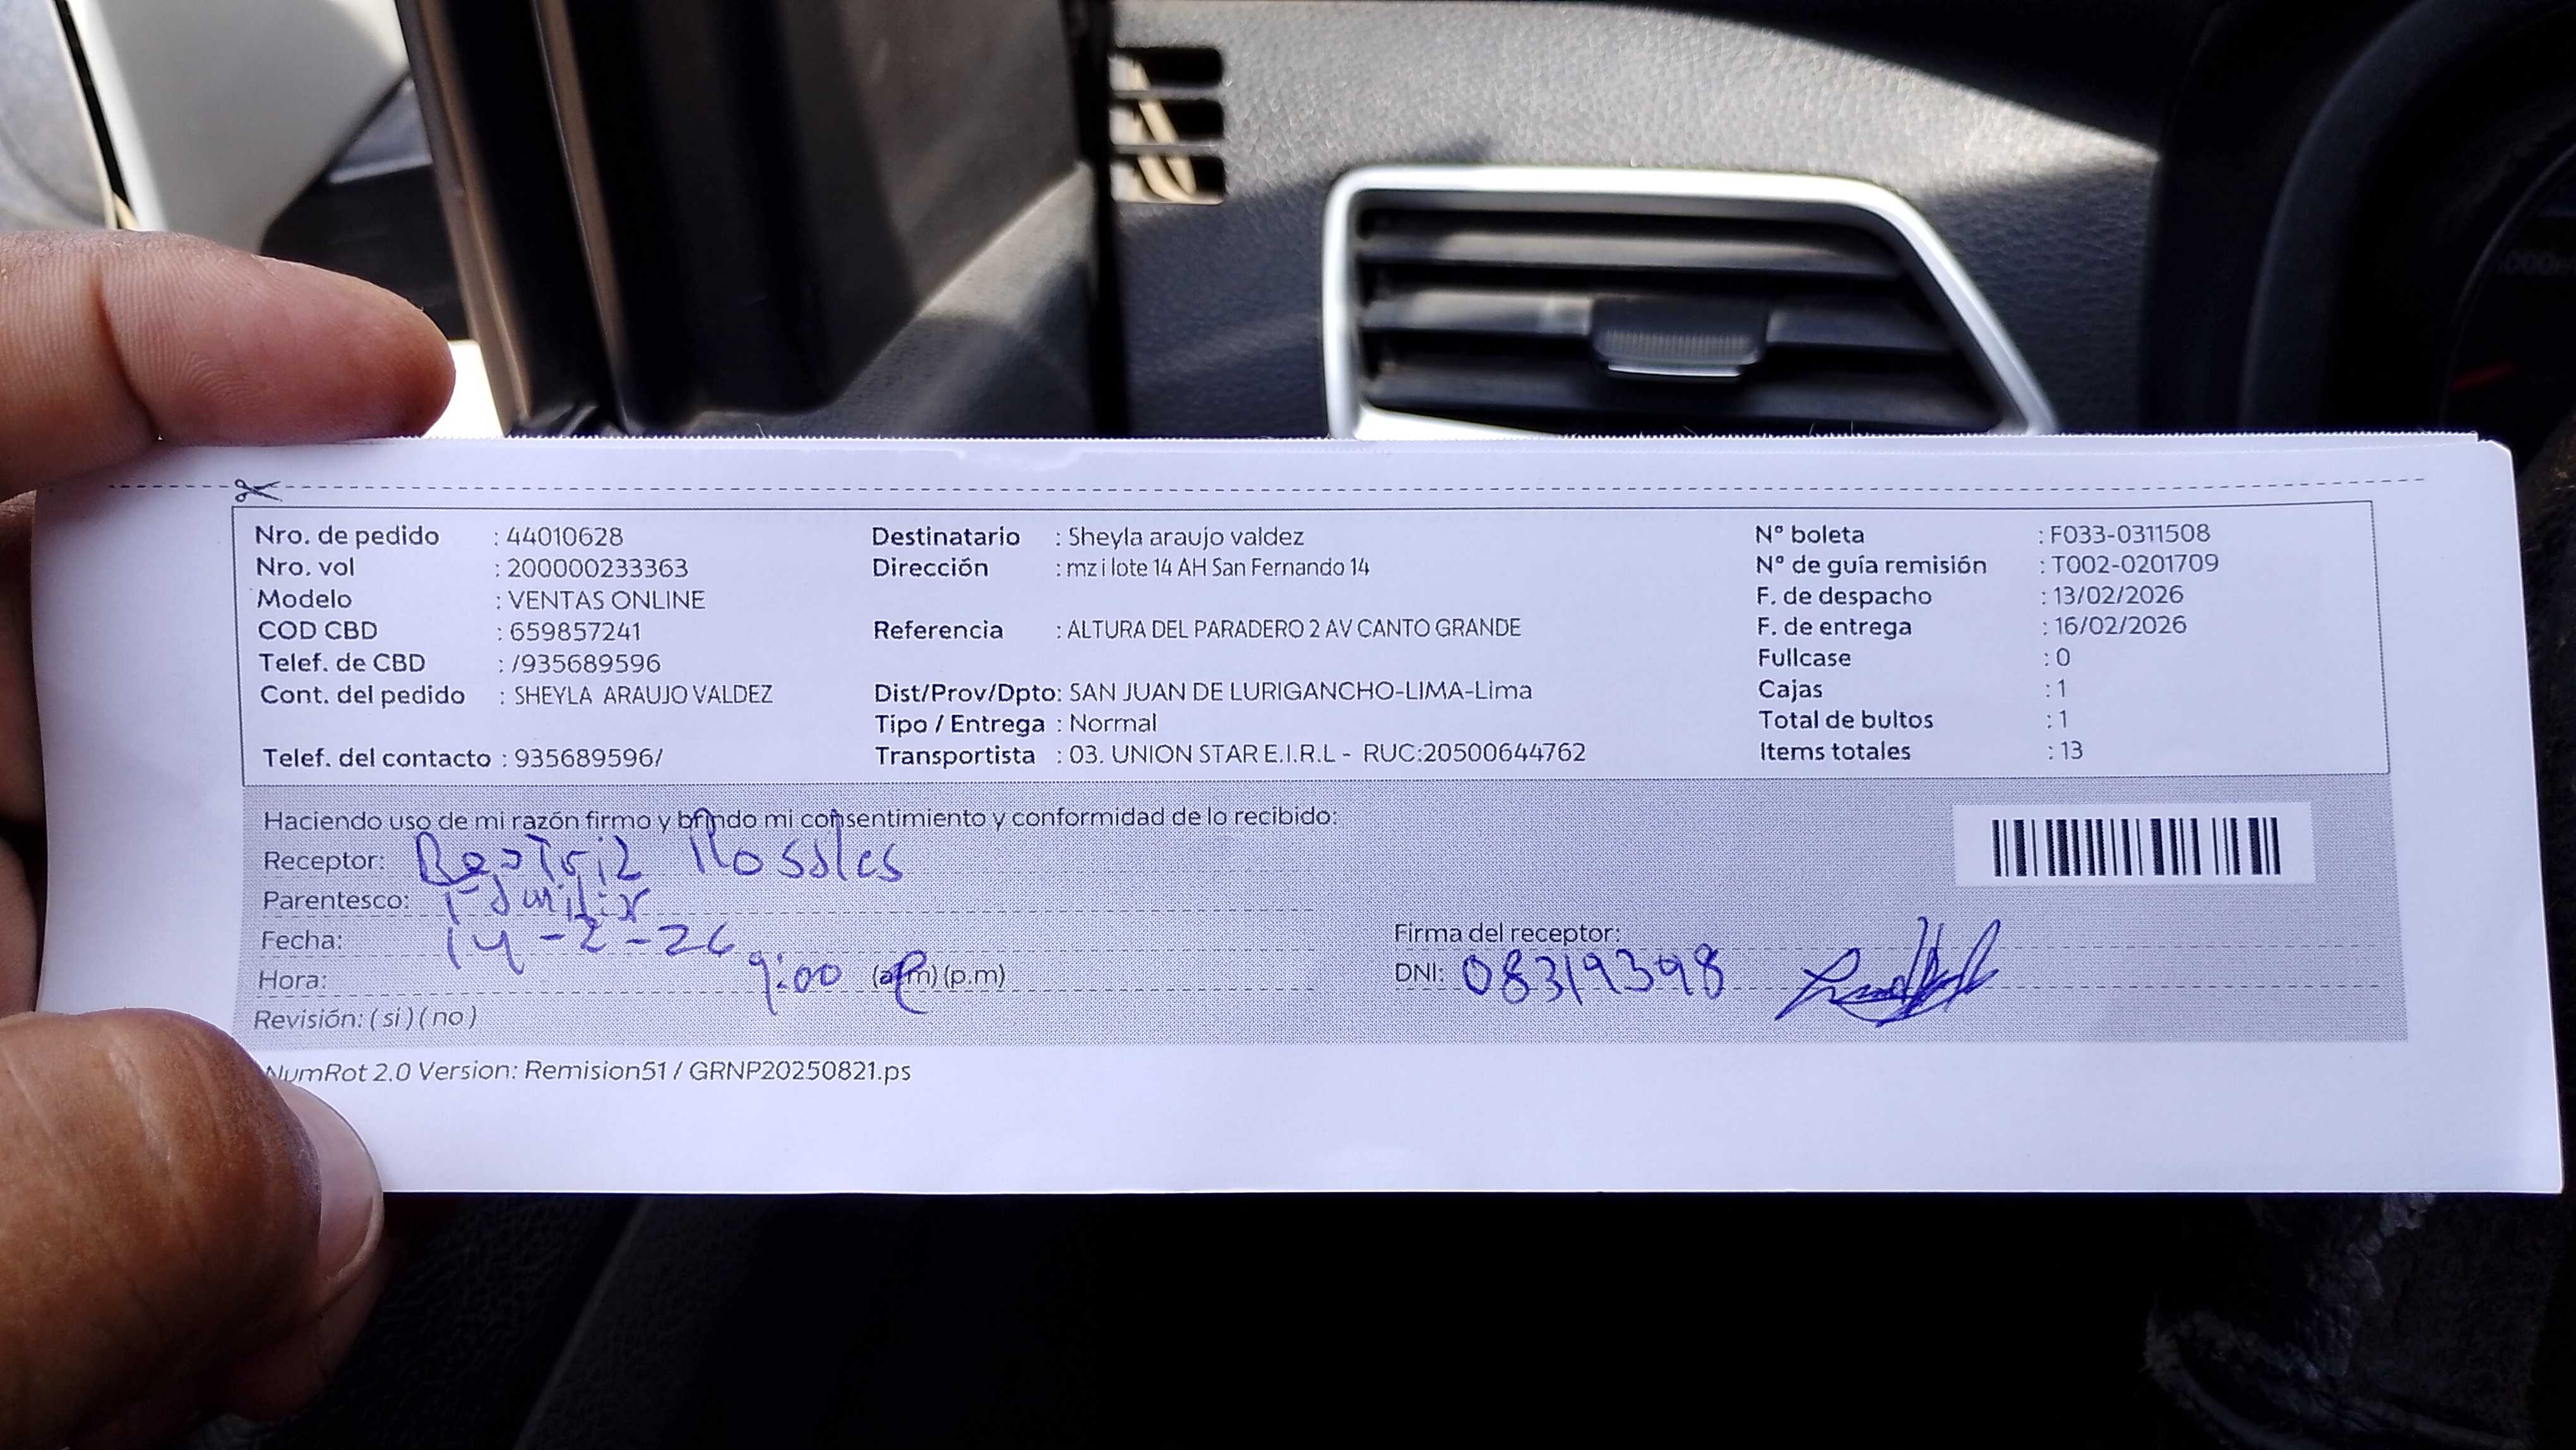 Nro. de pedido : 44010628
Nro. vol : 200000233363
Modelo : VENTAS ONLINE
COD CBD : 659857241
Telef. de CBD : /935689596
Cont. del pedido : SHEYLA ARAUJO VALDEZ
Telef. del contacto : 935689596/
Destinatario : Sheyla araujo valdez
Dirección : mz i lote 14 AH San Fernando 14
Referencia : ALTURA DEL PARADERO 2 AV CANTO GRANDE
Dist/Prov/Dpto: SAN JUAN DE LURIGANCHO-LIMA-Lima
Tipo / Entrega : Normal
Transportista : 03. UNION STAR E.I.R.L - RUC:20500644762
N° boleta : F033-0311508
N° de guía remisión : T002-0201709
F. de despacho : 13/02/2026
F. de entrega : 16/02/2026
Fullcase : 0
Cajas : 1
Total de bultos : 1
Items totales : 13
Haciendo uso de mi razón firmo y brindo mi consentimiento y conformidad de lo recibido:
Receptor: Beatriz Rosales
Parentesco: Familiar
Fecha: 14-2-26
Hora: 9:00 (a.m) (p.m)
Revisión: ( si ) ( no )
Firma del receptor:
DNI: 08319398
NumRot 2.0 Version: Remision51 / GRNP20250821.ps